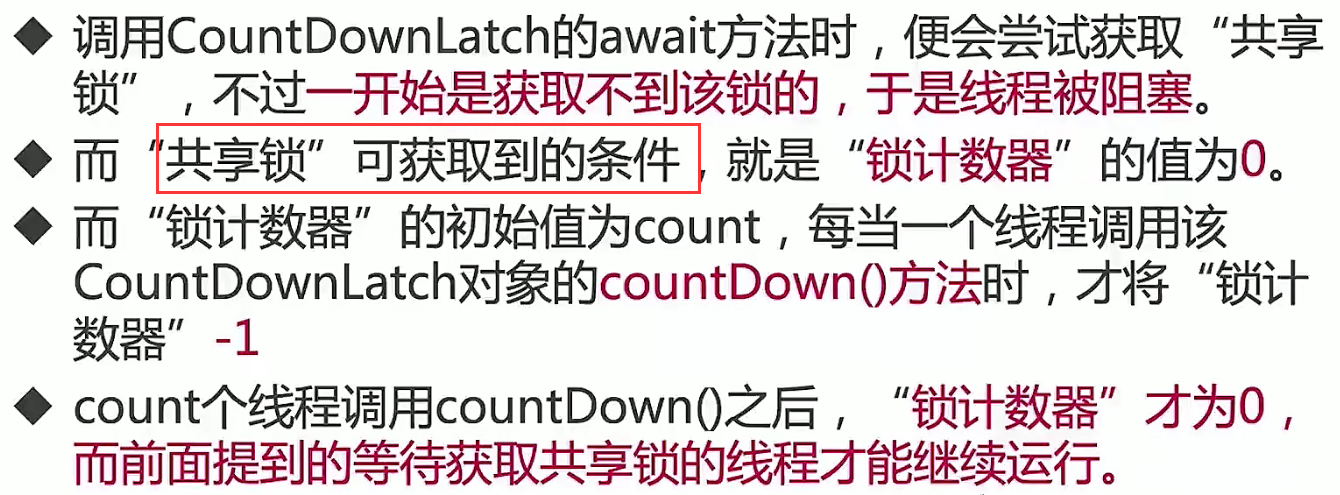 ◆ 调用CountDownLatch的await方法时，便会尝试获取“共享
锁”，不过一开始是获取不到该锁的，于是线程被阻塞。
◆ 而“共享锁”可获取到的条件，就是“锁计数器”的值为0。
◆ 而“锁计数器”的初始值为count，每当一个线程调用该
CountDownLatch对象的countDown()方法时，才将“锁计
数器”-1
◆ count个线程调用countDown()之后，“锁计数器”才为0，
而前面提到的等待获取共享锁的线程才能继续运行。